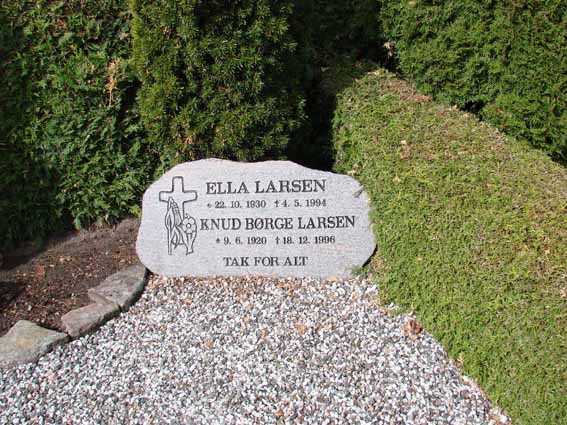 ELLA LARSEN
* 22. 10. 1930 † 4. 5. 1994
KNUD BØRGE LARSEN
* 9. 6. 1920 † 18. 12. 1996
TAK FOR ALT